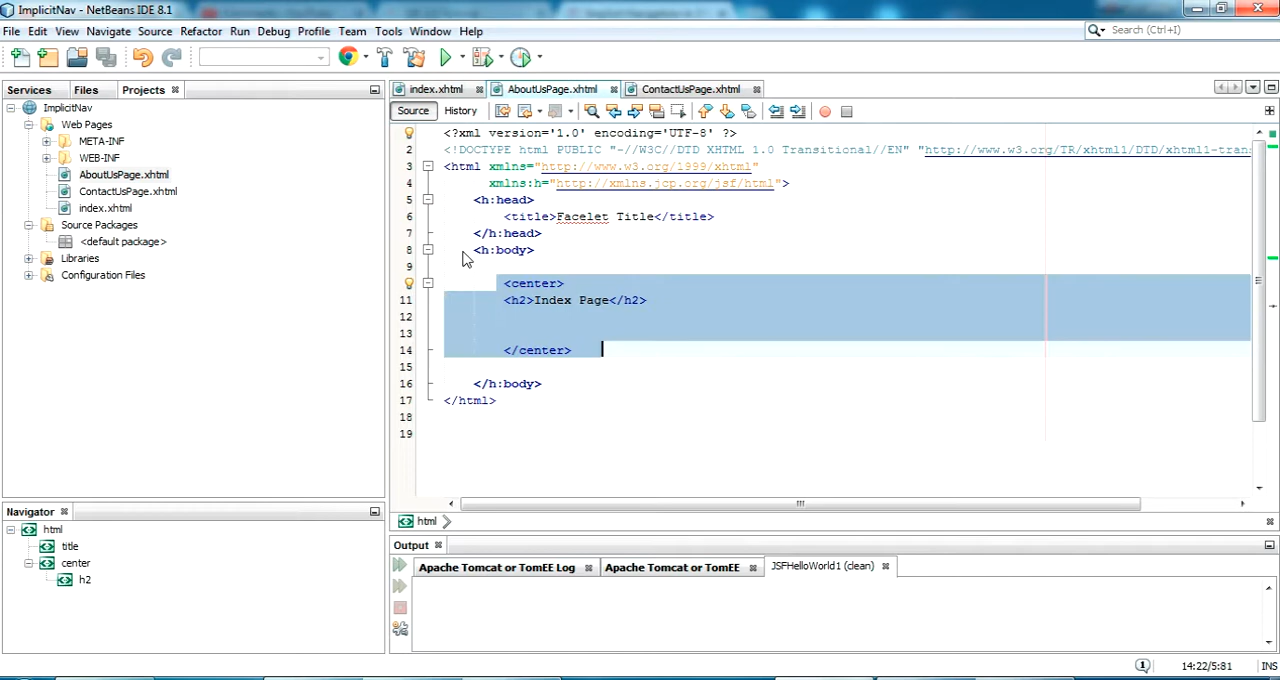 ImplicitNav - NetBeans IDE 8.1
File Edit View Navigate Source Refactor Run Debug Profile Team Tools Window Help
Search (Ctrl+I)
Services Files Projects
index.xhtml AboutUsPage.xhtml ContactUsPage.xhtml
ImplicitNav
Web Pages
META-INF
WEB-INF
AboutUsPage.xhtml
ContactUsPage.xhtml
index.xhtml
Source Packages
<default package>
Libraries
Configuration Files
Source History
<?xml version='1.0' encoding='UTF-8' ?>
2 <!DOCTYPE html PUBLIC "-//W3C//DTD XHTML 1.0 Transitional//EN" "http://www.w3.org/TR/xhtml1/DTD/xhtml1-trans
3 <html xmlns="http://www.w3.org/1999/xhtml"
4 xmlns:h="http://xmlns.jcp.org/jsf/html">
5 <h:head>
6 <title>Facelet Title</title>
7 </h:head>
8 <h:body>
9
<center>
11 <h2>Index Page</h2>
12
13
14 </center>
15
16 </h:body>
17 </html>
18
19
html
Navigator
html
title
center
h2
Output
Apache Tomcat or TomEE Log Apache Tomcat or TomEE JSFHelloWorld1 (clean)
1 14:22/5:81 INS